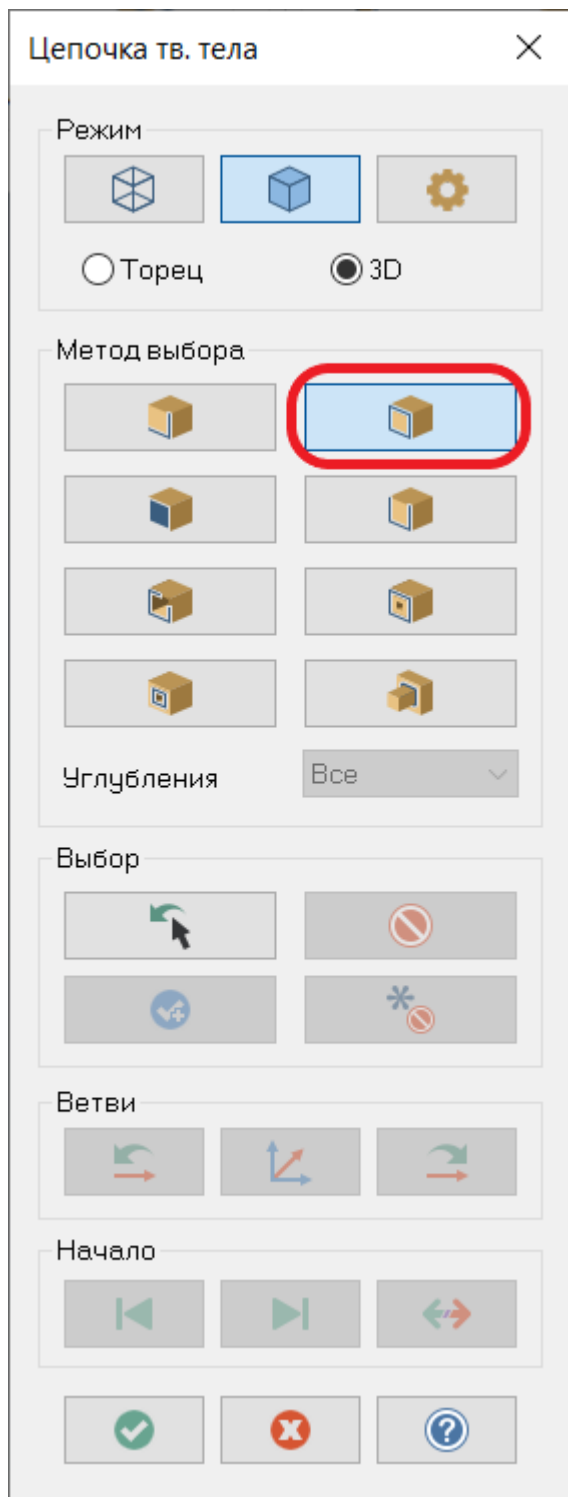 Цепочка тв. тела
Режим
Торец 3D
Метод выбора
Углубления Все
Выбор
Ветви
Начало